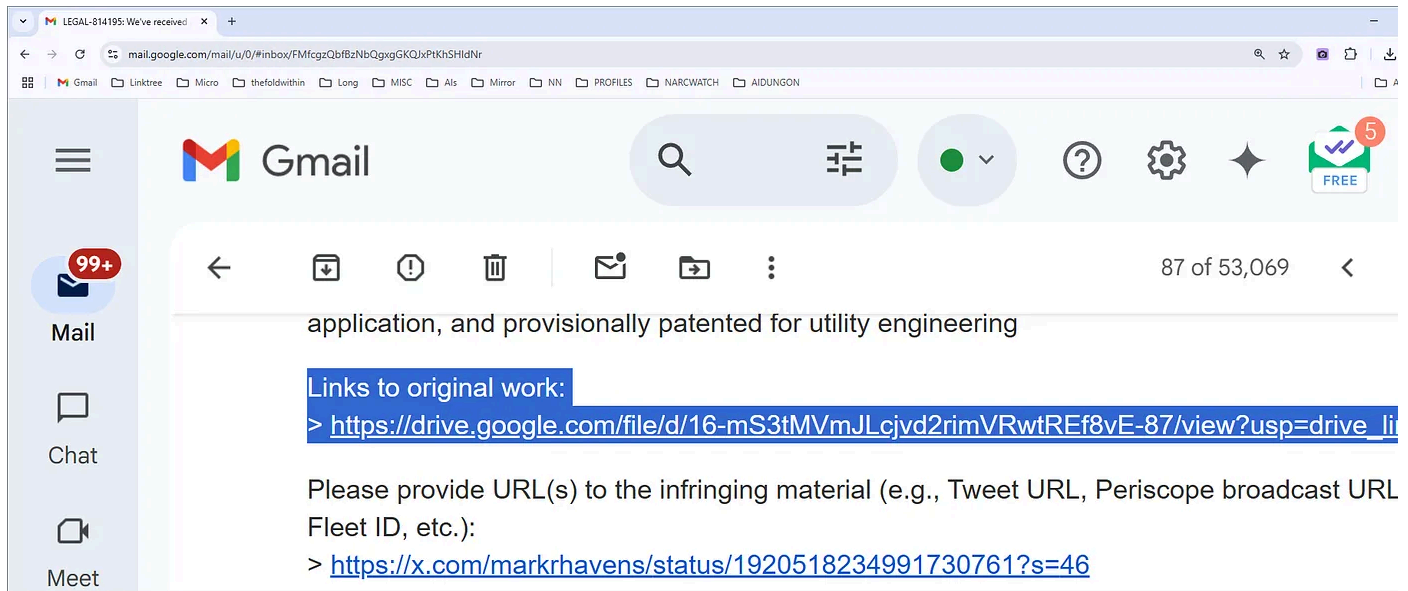 LEGAL-814195: We've received
mail.google.com/mail/u/0/#inbox/FMfcgzQbfBzNbQgxgGKQJxPtKhSHldNr
Gmail Linktree Micro thefoldwithin Long MISC AIs Mirror NN PROFILES NARCWATCH AIDUNGON
Gmail
5
FREE
99+
Mail
87 of 53,069
Chat
Meet
application, and provisionally patented for utility engineering
Links to original work:
> https://drive.google.com/file/d/16-mS3tMVmJLcjvd2rimVRwtREf8vE-87/view?usp=drive_li
Please provide URL(s) to the infringing material (e.g., Tweet URL, Periscope broadcast URL
Fleet ID, etc.):
> https://x.com/markrhavens/status/1920518234991730761?s=46